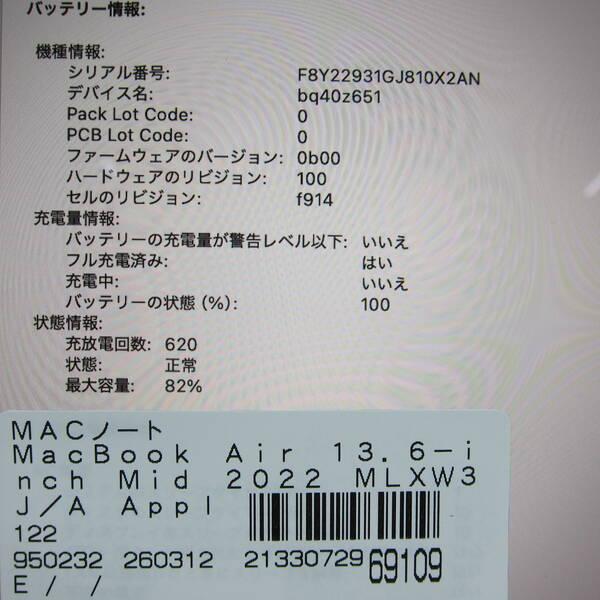 バッテリー情報:
機種情報:
シリアル番号: F8Y22931GJ810X2AN
デバイス名: bq40z651
Pack Lot Code: 0
PCB Lot Code: 0
ファームウェアのバージョン: 0b00
ハードウェアのリビジョン: 100
セルのリビジョン: f914
充電量情報:
バッテリーの充電量が警告レベル以下: いいえ
フル充電済み: はい
充電中: いいえ
バッテリーの状態 (%): 100
状態情報:
充放電回数: 620
状態: 正常
最大容量: 82%
MACノート
MacBook Air 13.6-i
nch Mid 2022 MLXW3
J/A Appl
122
950232 260312 21330729 69109
E / /